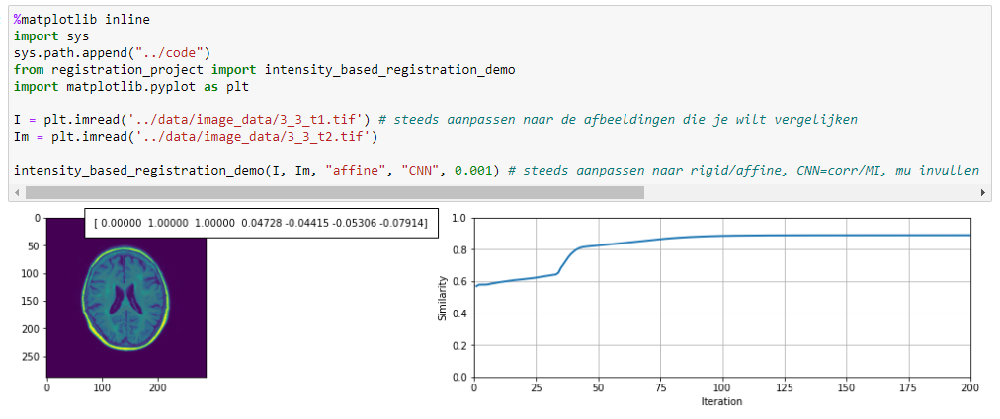 %matplotlib inline
import sys
sys.path.append("../code")
from registration_project import intensity_based_registration_demo
import matplotlib.pyplot as plt
I = plt.imread('../data/image_data/3_3_t1.tif') # steeds aanpassen naar de afbeeldingen die je wilt vergelijken
Im = plt.imread('../data/image_data/3_3_t2.tif')
intensity_based_registration_demo(I, Im, "affine", "CNN", 0.001) # steeds aanpassen naar rigid/affine, CNN=corr/MI, mu invullen
[ 0.00000 1.00000 1.00000 0.04728 -0.04415 -0.05306 -0.07914]
0
50
100
150
200
250
0 100 200
1.0
0.8
0.6
0.4
0.2
0.0
Similarity
0 25 50 75 100 125 150 175 200
Iteration